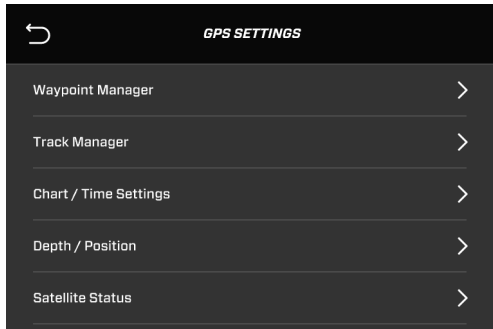 GPS SETTINGS
Waypoint Manager
Track Manager
Chart / Time Settings
Depth / Position
Satellite Status